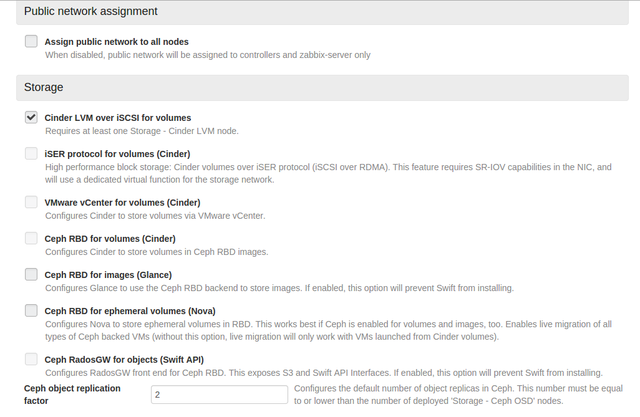 Public network assignment
Assign public network to all nodes
When disabled, public network will be assigned to controllers and zabbix-server only
Storage
Cinder LVM over iSCSI for volumes
Requires at least one Storage - Cinder LVM node.
iSER protocol for volumes (Cinder)
High performance block storage: Cinder volumes over iSER protocol (iSCSI over RDMA). This feature requires SR-IOV capabilities in the NIC, and
will use a dedicated virtual function for the storage network.
VMware vCenter for volumes (Cinder)
Configures Cinder to store volumes via VMware vCenter.
Ceph RBD for volumes (Cinder)
Configures Cinder to store volumes in Ceph RBD images.
Ceph RBD for images (Glance)
Configures Glance to use the Ceph RBD backend to store images. If enabled, this option will prevent Swift from installing.
Ceph RBD for ephemeral volumes (Nova)
Configures Nova to store ephemeral volumes in RBD. This works best if Ceph is enabled for volumes and images, too. Enables live migration of all
types of Ceph backed VMs (without this option, live migration will only work with VMs launched from Cinder volumes).
Ceph RadosGW for objects (Swift API)
Configures RadosGW front end for Ceph RBD. This exposes S3 and Swift API Interfaces. If enabled, this option will prevent Swift from installing.
Ceph object replication
factor
2
Configures the default number of object replicas in Ceph. This number must be equal
to or lower than the number of deployed 'Storage - Ceph OSD' nodes.